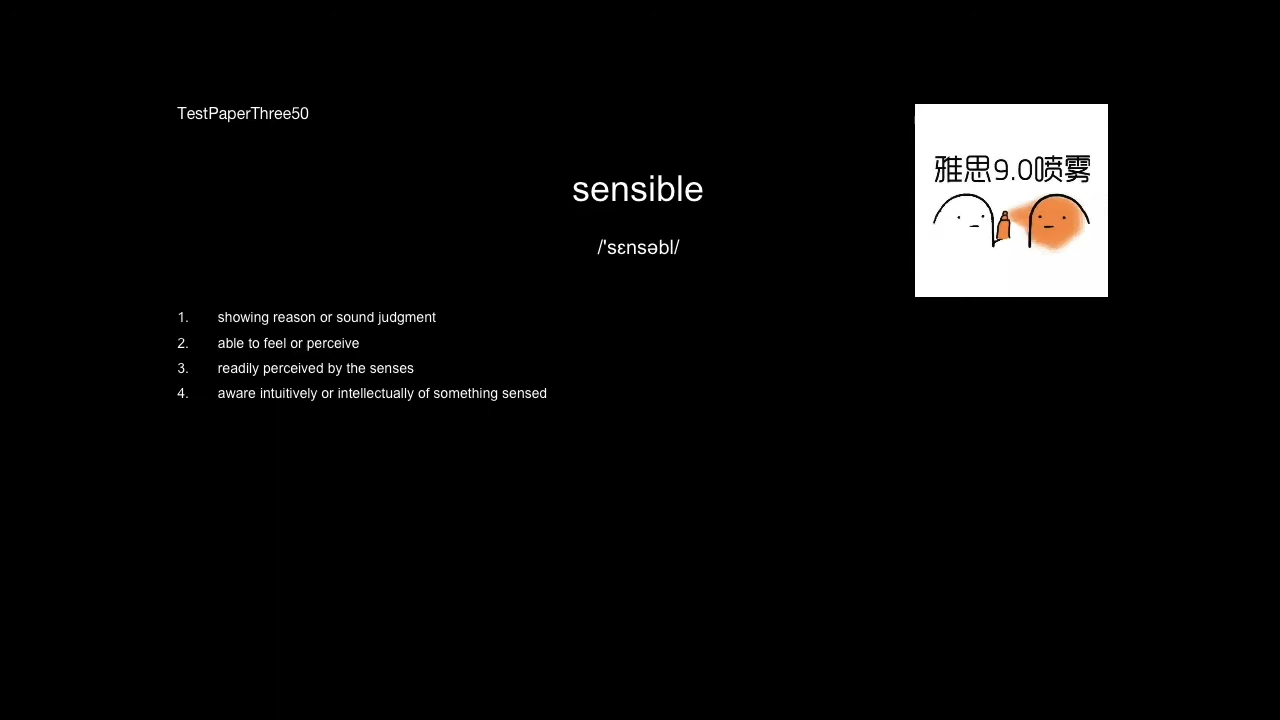 TestPaperThree50
雅思9.0喷雾
sensible
/'sɛnsəbl/
1. showing reason or sound judgment
2. able to feel or perceive
3. readily perceived by the senses
4. aware intuitively or intellectually of something sensed